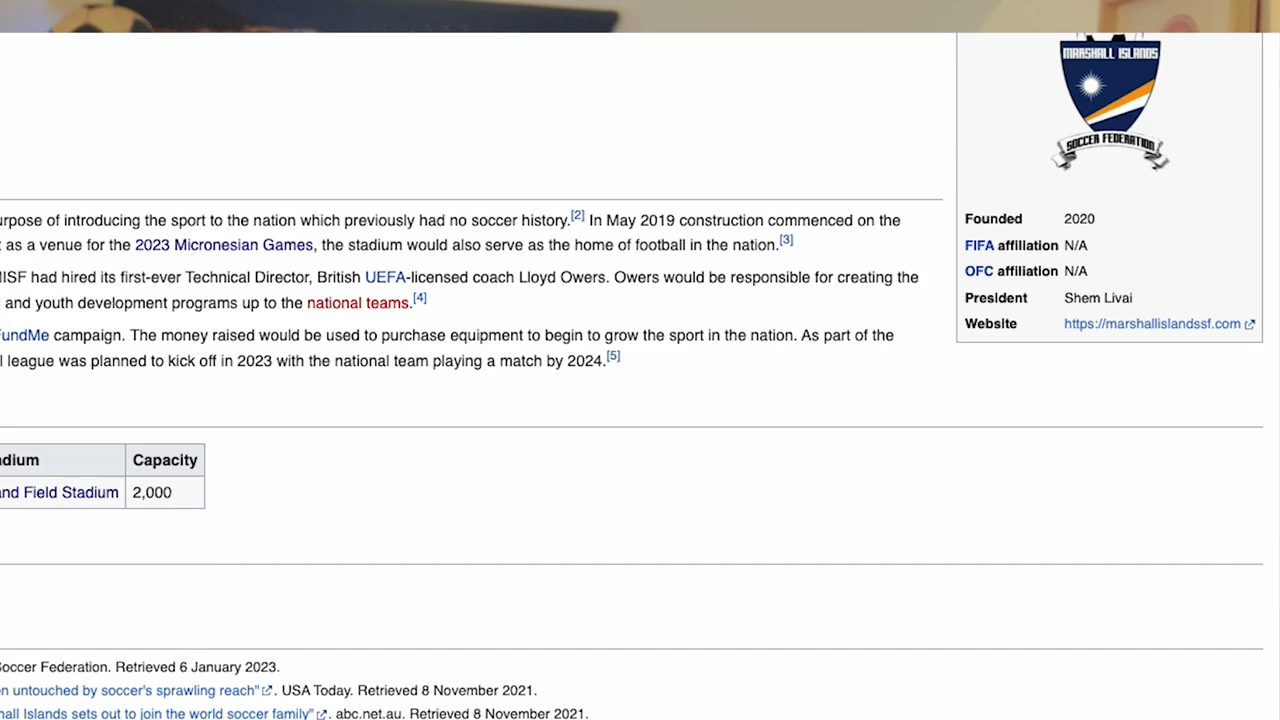 MARSHALL ISLANDS
SOCCER FEDERATION
Founded 2020
FIFA affiliation N/A
OFC affiliation N/A
President Shem Livai
Website https://marshallislandssf.com
urpose of introducing the sport to the nation which previously had no soccer history.[2] In May 2019 construction commenced on the
as a venue for the 2023 Micronesian Games, the stadium would also serve as the home of football in the nation.[3]
ISF had hired its first-ever Technical Director, British UEFA-licensed coach Lloyd Owers. Owers would be responsible for creating the
and youth development programs up to the national teams.[4]
FundMe campaign. The money raised would be used to purchase equipment to begin to grow the sport in the nation. As part of the
l league was planned to kick off in 2023 with the national team playing a match by 2024.[5]
adium Capacity
and Field Stadium 2,000
Soccer Federation. Retrieved 6 January 2023.
n untouched by soccer's sprawling reach". USA Today. Retrieved 8 November 2021.
hall Islands sets out to join the world soccer family". abc.net.au. Retrieved 8 November 2021.